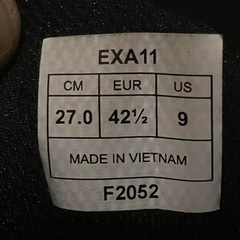 EXA11
CM EUR US
27.0 42½ 9
MADE IN VIETNAM
F2052